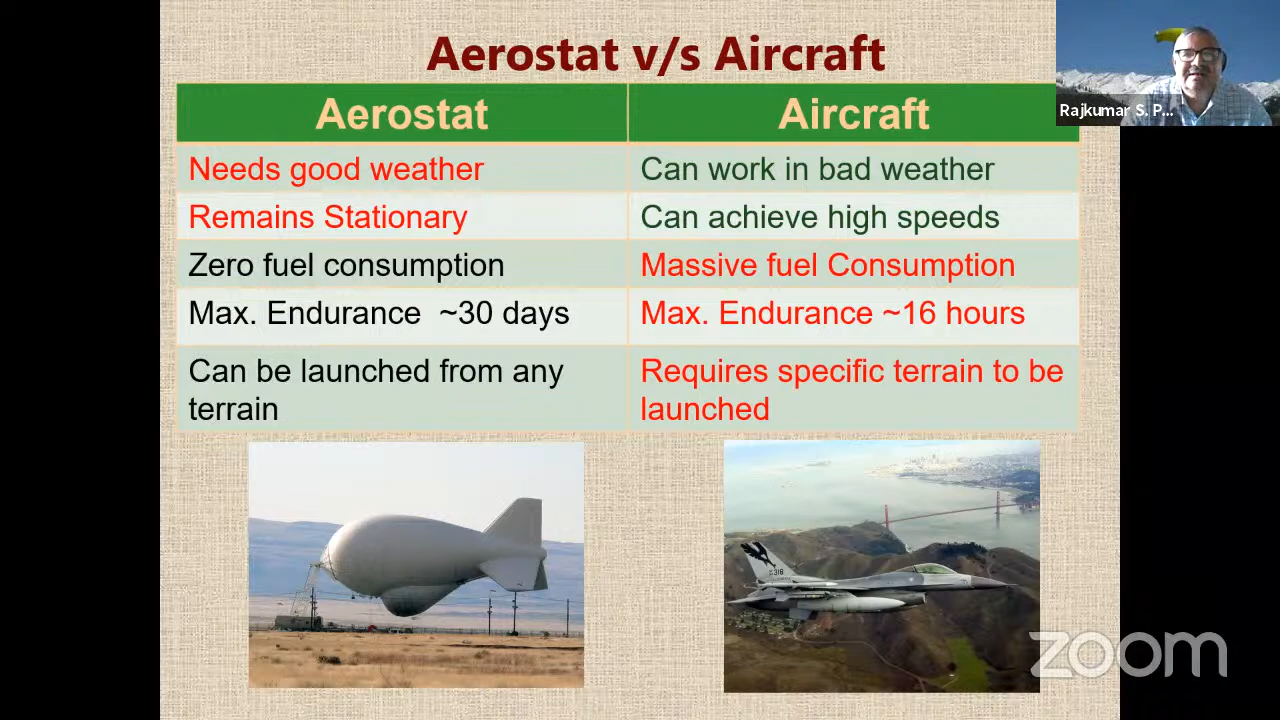 Aerostat v/s Aircraft
Aerostat
Aircraft
Needs good weather
Can work in bad weather
Remains Stationary
Can achieve high speeds
Zero fuel consumption
Massive fuel Consumption
Max. Endurance ~30 days
Max. Endurance ~16 hours
Can be launched from any
terrain
Requires specific terrain to be
launched
Rajkumar S. P...
318
zoom